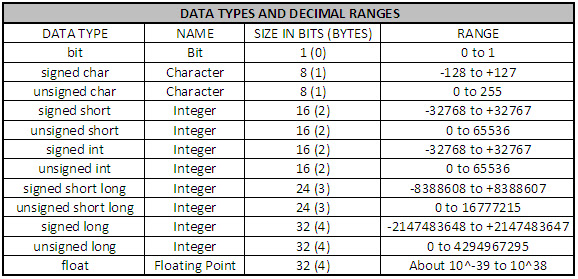 DATA TYPES AND DECIMAL RANGES
DATA TYPE NAME SIZE IN BITS (BYTES) RANGE
bit Bit 1 (0) 0 to 1
signed char Character 8 (1) -128 to +127
unsigned char Character 8 (1) 0 to 255
signed short Integer 16 (2) -32768 to +32767
unsigned short Integer 16 (2) 0 to 65536
signed int Integer 16 (2) -32768 to +32767
unsigned int Integer 16 (2) 0 to 65536
signed short long Integer 24 (3) -8388608 to +8388607
unsigned short long Integer 24 (3) 0 to 16777215
signed long Integer 32 (4) -2147483648 to +2147483647
unsigned long Integer 32 (4) 0 to 4294967295
float Floating Point 32 (4) About 10^-39 to 10^38